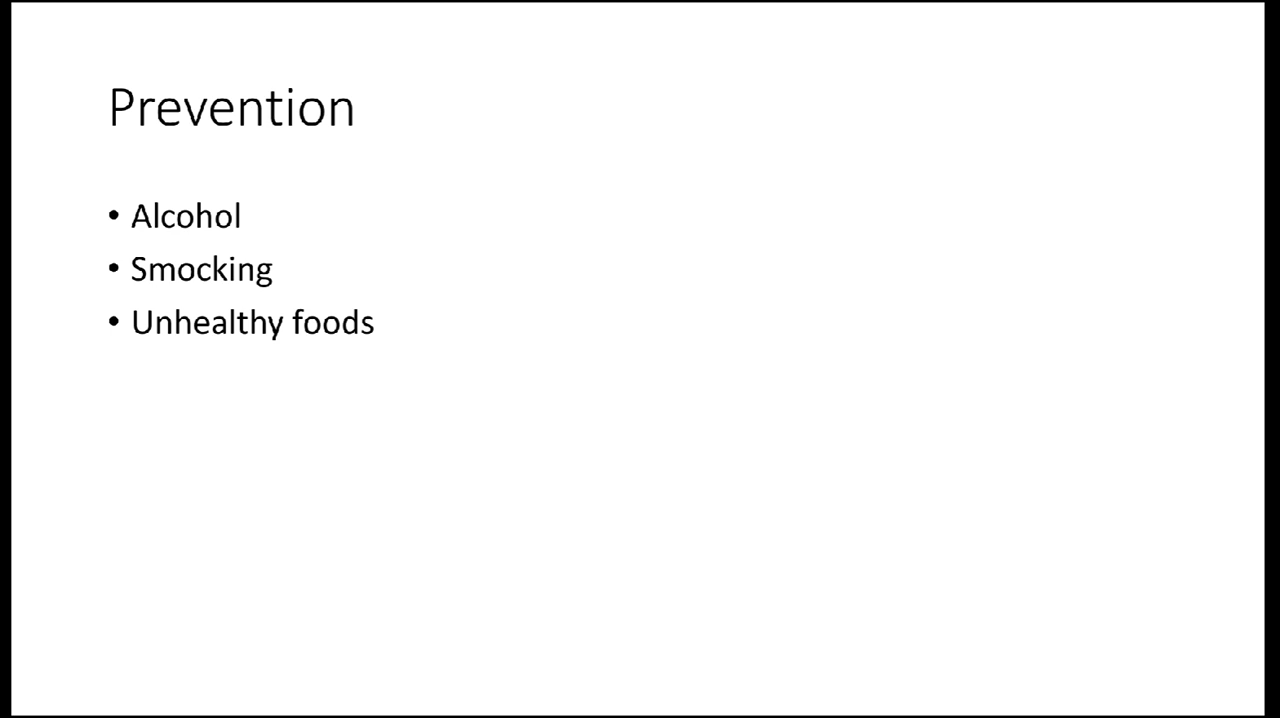 Prevention
• Alcohol
• Smocking
• Unhealthy foods